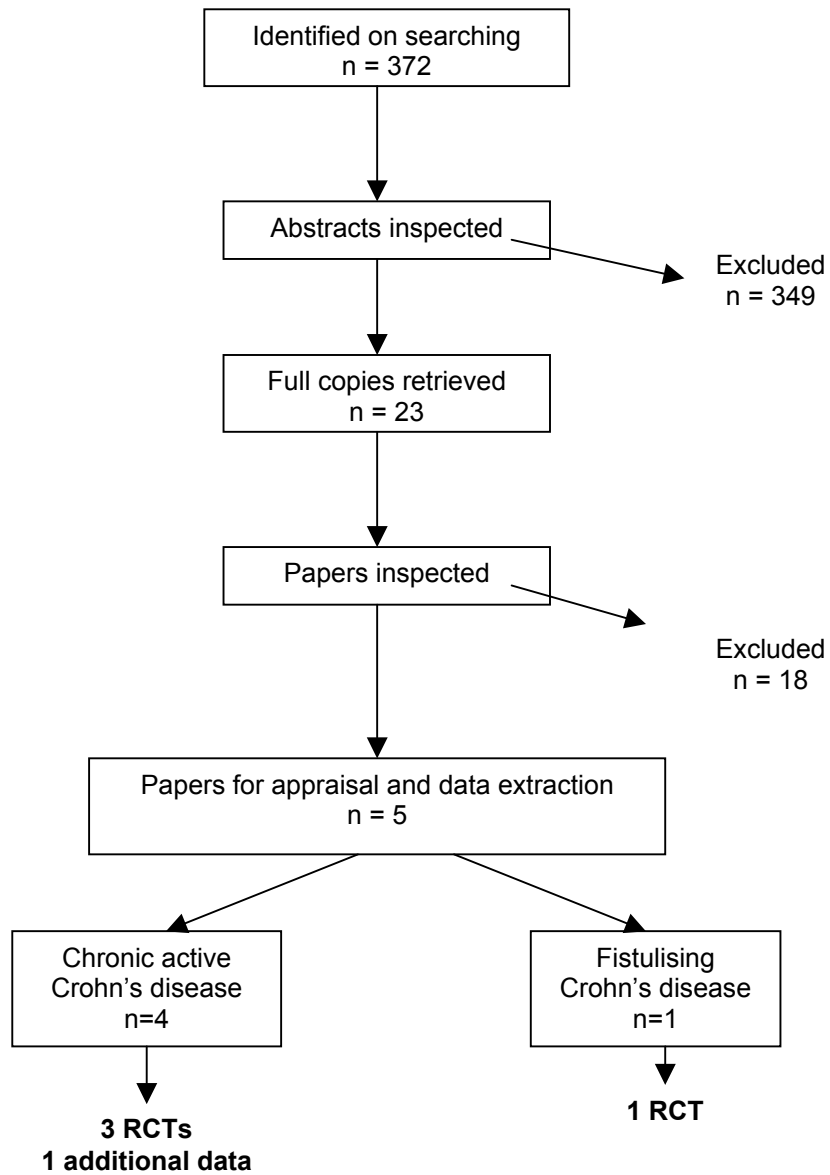 Identified on searching
n = 372
Abstracts inspected
Excluded
n = 349
Full copies retrieved
n = 23
Papers inspected
Excluded
n = 18
Papers for appraisal and data extraction
n = 5
Chronic active
Crohn’s disease
n=4
Fistulising
Crohn’s disease
n=1
3 RCTs
1 additional data
1 RCT